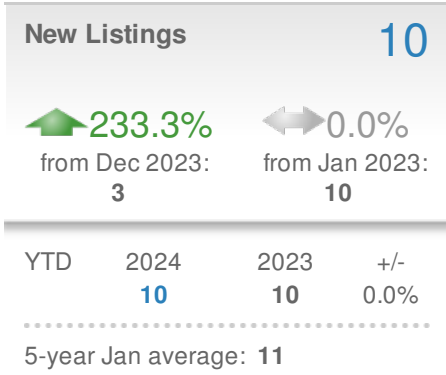 New Listings 10
233.3% 0.0%
from Dec 2023: from Jan 2023:
3 10
YTD 2024 2023 +/-
10 10 0.0%
5-year Jan average: 11